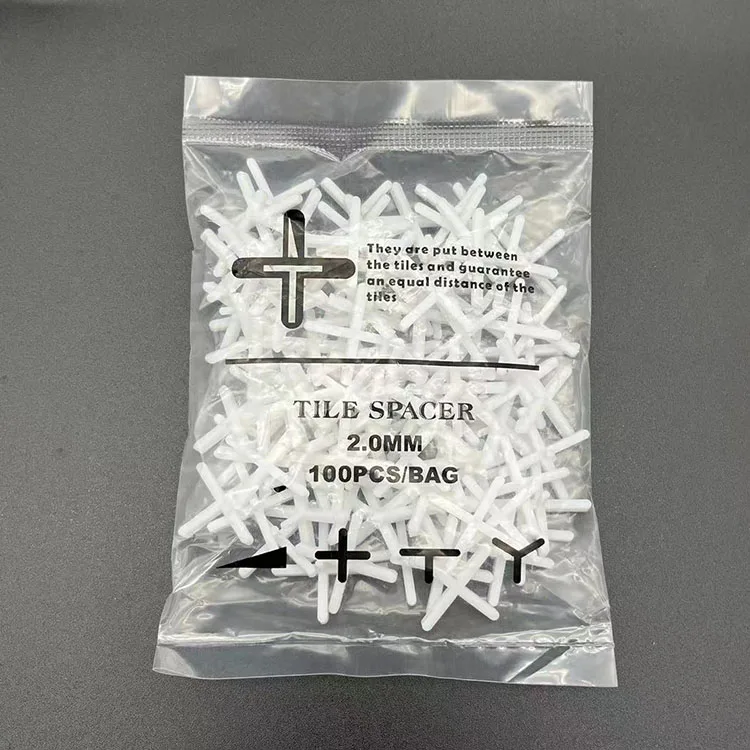 They are put between
the tiles and guarantee
an equal distance of the
tiles
TILE SPACER
2.0MM
100PCS/BAG